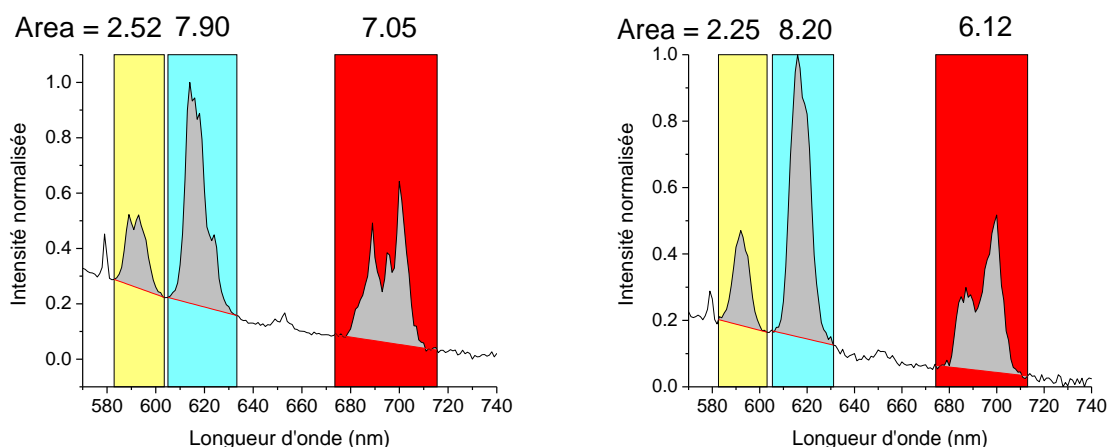 Area = 2.52 7.90 7.05
1.0
0.8
0.6
0.4
0.2
0.0
Intensité normalisée
580 600 620 640 660 680 700 720 740
Longueur d'onde (nm)
Area = 2.25 8.20 6.12
1.0
0.8
0.6
0.4
0.2
0.0
Intensité normalisée
580 600 620 640 660 680 700 720 740
Longueur d'onde (nm)